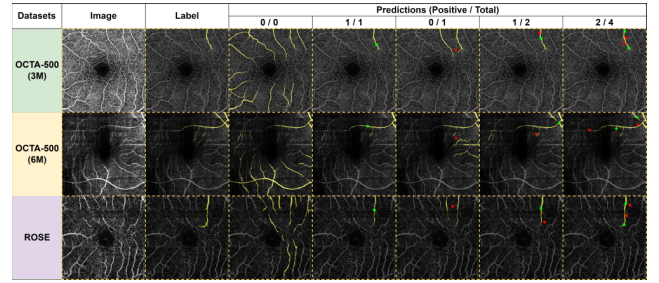 Datasets Image Label Predictions (Positive / Total)
0 / 0 1 / 1 0 / 1 1 / 2 2 / 4
OCTA-500
(3M)
OCTA-500
(6M)
ROSE